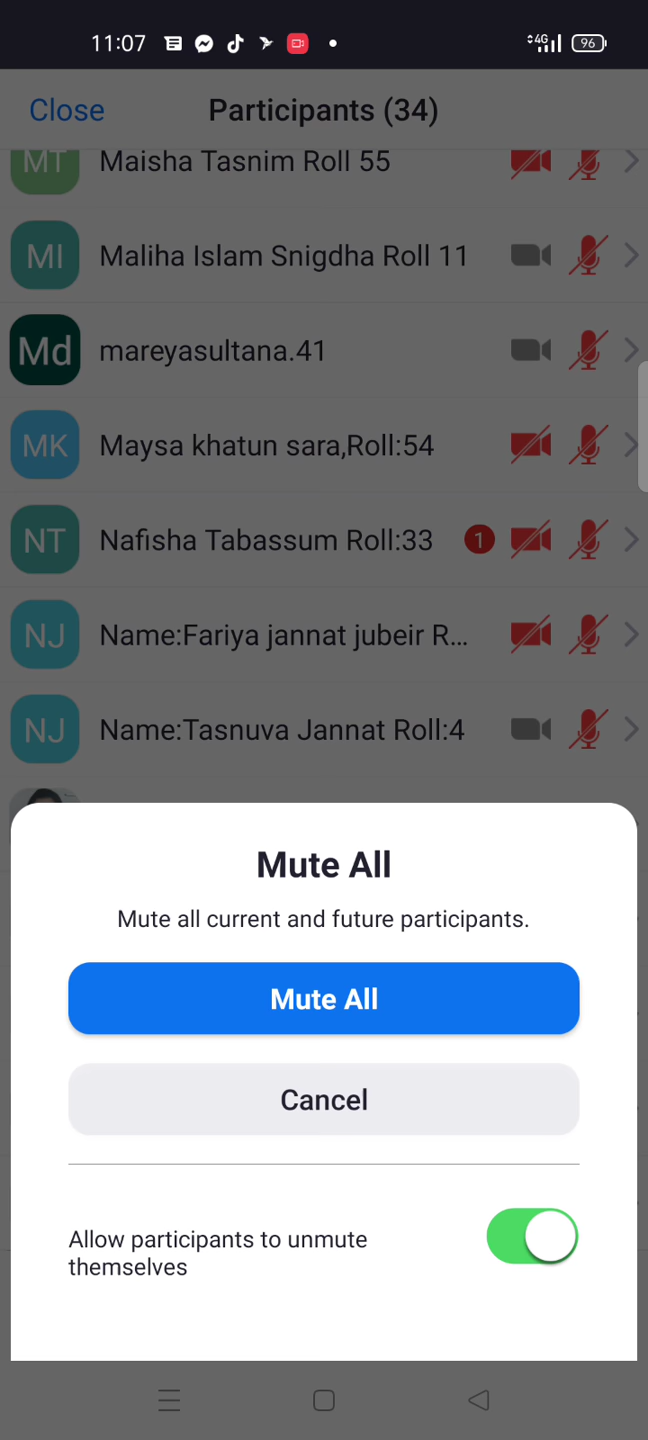 11:07
4G
96
Close
Participants (34)
MT
Maisha Tasnim Roll 55
MI
Maliha Islam Snigdha Roll 11
Md
mareyasultana.41
MK
Maysa khatun sara,Roll:54
NT
Nafisha Tabassum Roll:33
1
NJ
Name:Fariya jannat jubeir R...
NJ
Name:Tasnuva Jannat Roll:4
Mute All
Mute all current and future participants.
Mute All
Cancel
Allow participants to unmute
themselves